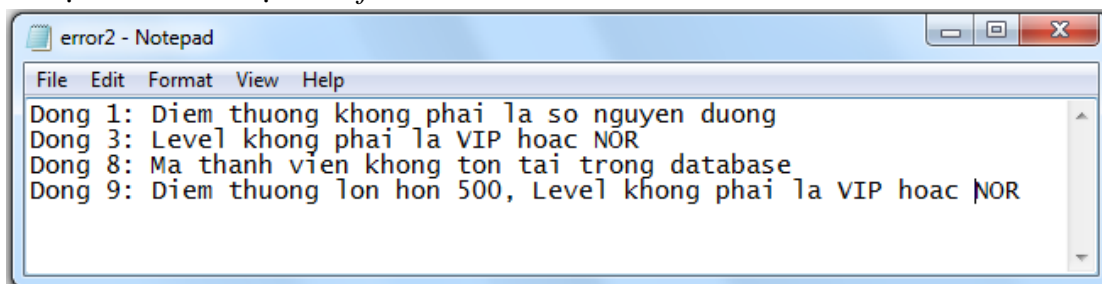 error2 - Notepad
File Edit Format View Help
Dong 1: Diem thuong khong phai la so nguyen duong
Dong 3: Level khong phai la VIP hoac NOR
Dong 8: Ma thanh vien khong ton tai trong database
Dong 9: Diem thuong lon hon 500, Level khong phai la VIP hoac NOR